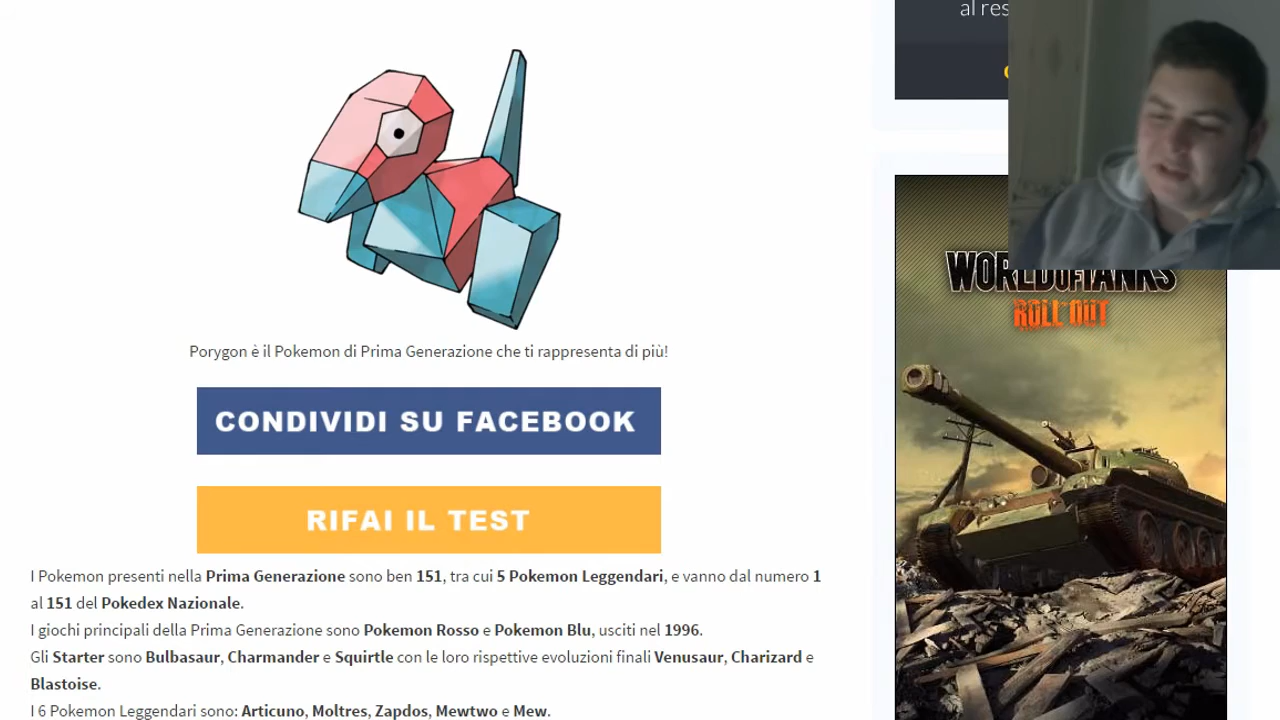 al res
Porygon è il Pokemon di Prima Generazione che ti rappresenta di più!
CONDIVIDI SU FACEBOOK
RIFAI IL TEST
I Pokemon presenti nella Prima Generazione sono ben 151, tra cui 5 Pokemon Leggendari, e vanno dal numero 1
al 151 del Pokedex Nazionale.
I giochi principali della Prima Generazione sono Pokemon Rosso e Pokemon Blu, usciti nel 1996.
Gli Starter sono Bulbasaur, Charmander e Squirtle con le loro rispettive evoluzioni finali Venusaur, Charizard e
Blastoise.
I 6 Pokemon Leggendari sono: Articuno, Moltres, Zapdos, Mewtwo e Mew.
WORLD OF TANKS
ROLL OUT